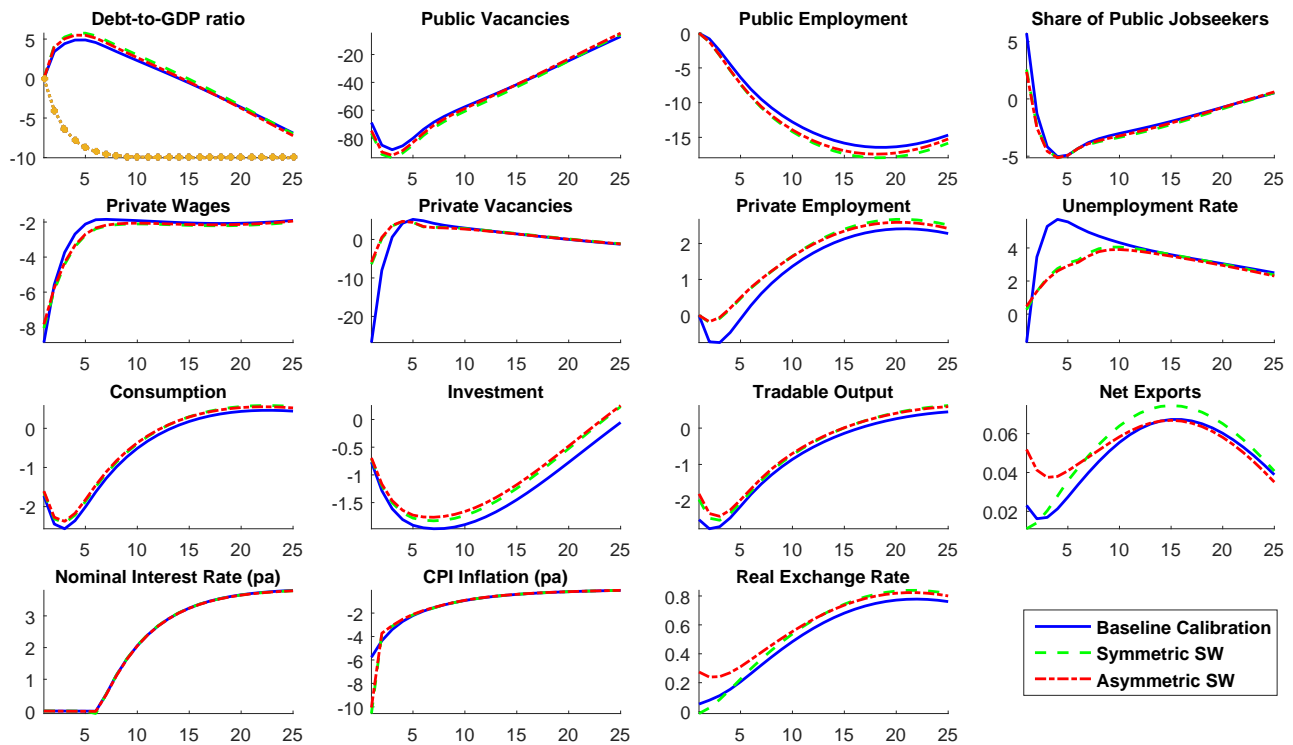 Debt-to-GDP ratio
5
0
-5
-10
5 10 15 20 25
Public Vacancies
-20
-40
-60
-80
5 10 15 20 25
Public Employment
0
-5
-10
-15
5 10 15 20 25
Share of Public Jobseekers
5
0
-5
5 10 15 20 25
Private Wages
-2
-4
-6
-8
5 10 15 20 25
Private Vacancies
0
-10
-20
5 10 15 20 25
Private Employment
2
1
0
5 10 15 20 25
Unemployment Rate
4
2
0
5 10 15 20 25
Consumption
0
-1
-2
5 10 15 20 25
Investment
0
-0.5
-1
-1.5
5 10 15 20 25
Tradable Output
0
-1
-2
5 10 15 20 25
Net Exports
0.06
0.04
0.02
5 10 15 20 25
Nominal Interest Rate (pa)
3
2
1
0
5 10 15 20 25
CPI Inflation (pa)
-2
-4
-6
-8
-10
5 10 15 20 25
Real Exchange Rate
0.8
0.6
0.4
0.2
0
5 10 15 20 25
Baseline Calibration
Symmetric SW
Asymmetric SW